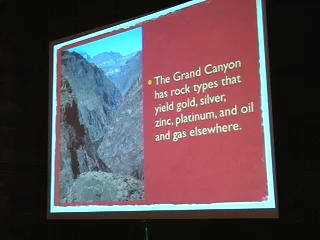 The Grand Canyon
has rock types that
yield gold, silver,
zinc, platinum, and oil
and gas elsewhere.